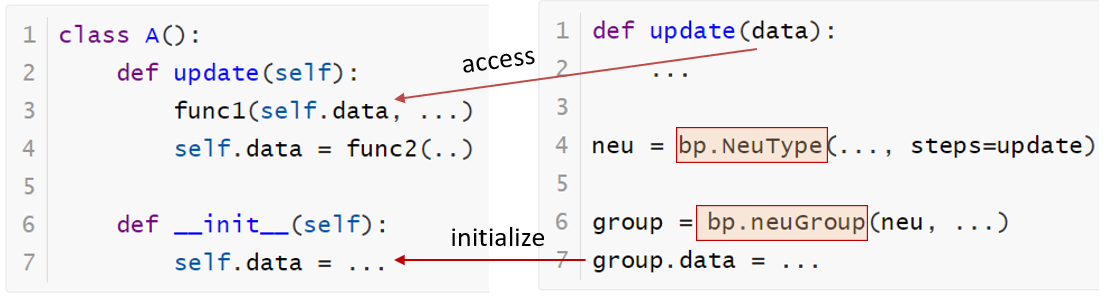 1 class A():
2 def update(self):
3 func1(self.data, ...)
4 self.data = func2(..)
5
6 def __init__(self):
7 self.data = ...
access
initialize
1 def update(data):
2 ...
3
4 neu = bp.NeuType(..., steps=update)
5
6 group = bp.neuGroup(neu, ...)
7 group.data = ...